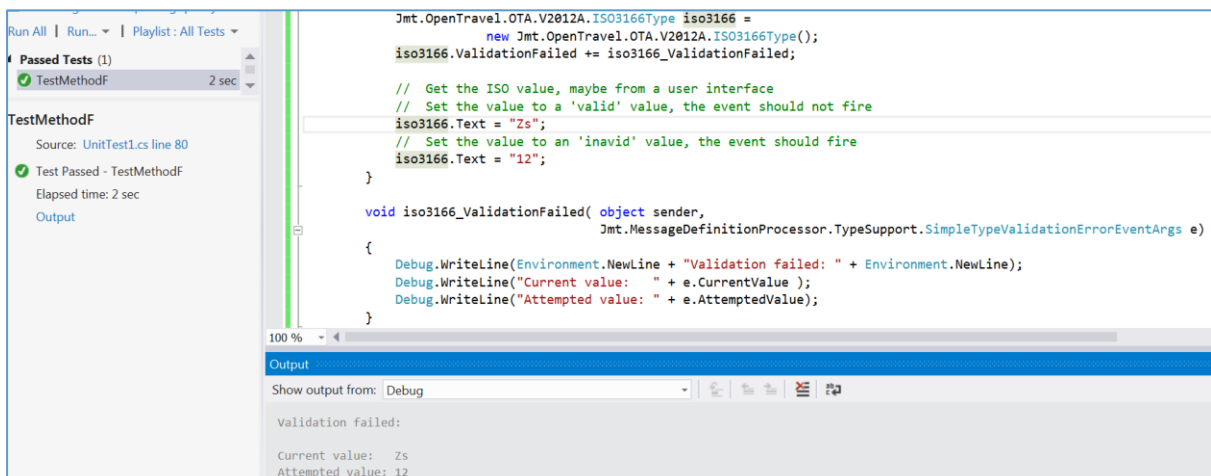 Run All | Run... | Playlist : All Tests
Passed Tests (1)
TestMethodF 2 sec
TestMethodF
Source: UnitTest1.cs line 80
Test Passed - TestMethodF
Elapsed time: 2 sec
Output
Jmt.OpenTravel.OTA.V2012A.ISO3166Type iso3166 =
new Jmt.OpenTravel.OTA.V2012A.ISO3166Type();
iso3166.ValidationFailed += iso3166_ValidationFailed;
// Get the ISO value, maybe from a user interface
// Set the value to a 'valid' value, the event should not fire
iso3166.Text = "Zs";
// Set the value to an 'inavid' value, the event should fire
iso3166.Text = "12";
}
void iso3166_ValidationFailed( object sender,
Jmt.MessageDefinitionProcessor.TypeSupport.SimpleTypeValidationErrorEventArgs e)
{
Debug.WriteLine(Environment.NewLine + "Validation failed: " + Environment.NewLine);
Debug.WriteLine("Current value:   " + e.CurrentValue );
Debug.WriteLine("Attempted value: " + e.AttemptedValue);
}
100 %
Output
Show output from: Debug
Validation failed:
Current value:   Zs
Attempted value: 12